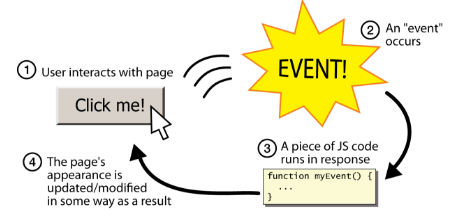 ① User interacts with page
Click me!
② An "event"
occurs
EVENT!
③ A piece of JS code
runs in response
function myEvent() {
...
}
④ The page's
appearance is
updated/modified
in some way as a result